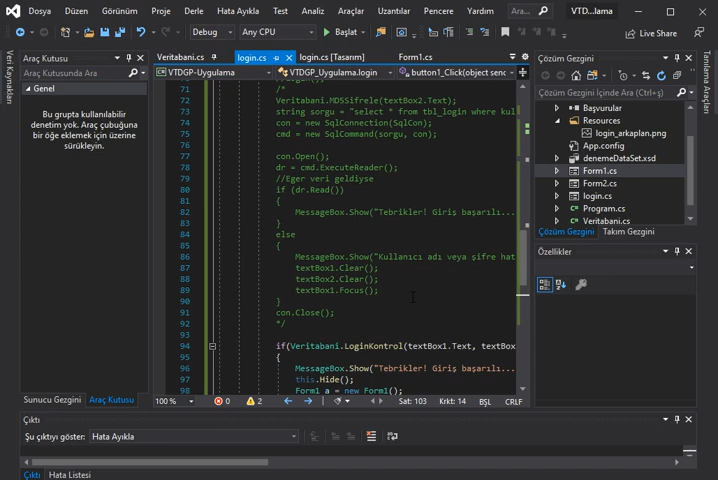 Dosya Düzen Görünüm Proje Derle Hata Ayıkla Test Analiz Araçlar Uzantılar Pencere Yardım Ara... VTD...lama
Debug Any CPU Başlat Live Share
Veri Kaynakları
Araç Kutusu
Araç Kutusunda Ara
Genel
Bu grupta kullanılabilir
denetim yok. Araç çubuğuna
bir öğe eklemek için üzerine
sürükleyin.
Sunucu Gezgini Araç Kutusu
Veritabani.cs login.cs login.cs [Tasarım] Form1.cs
VTDGP-Uygulama VTDGP_Uygulama.login button1_Click(object senc
71 /*
72 Veritabani.MD5Sifrele(textBox2.Text);
73 string sorgu = "select * from tbl_login where kul
74 con = new SqlConnection(SqlCon);
75 cmd = new SqlCommand(sorgu, con);
76
77 con.Open();
78 dr = cmd.ExecuteReader();
79 //Eger veri geldiyse
80 if (dr.Read())
81 {
82 MessageBox.Show("Tebrikler! Giriş başarılı...
83 }
84 else
85 {
86 MessageBox.Show("Kullanıcı adı veya şifre hat
87 textBox1.Clear();
88 textBox2.Clear();
89 textBox1.Focus();
90 }
91 con.Close();
92 */
93
94 if(Veritabani.LoginKontrol(textBox1.Text, textBox
95 {
96 MessageBox.Show("Tebrikler! Giriş başarılı...
97 this.Hide();
98 Form1 a = new Form1();
100 % 0 2 Sat: 103 Krkt: 14 BŞL CRLF
Çözüm Gezgini
Çözüm Gezgini İçinde Ara (Ctrl+ş)
Başvurular
Resources
login_arkaplan.png
App.config
denemeDataSet.xsd
Form1.cs
Form2.cs
login.cs
Program.cs
Veritabani.cs
Çözüm Gezgini Takım Gezgini
Özellikler
Tanılama Araçları
Çıktı
Şu çıktıyı göster: Hata Ayıkla
Çıktı Hata Listesi